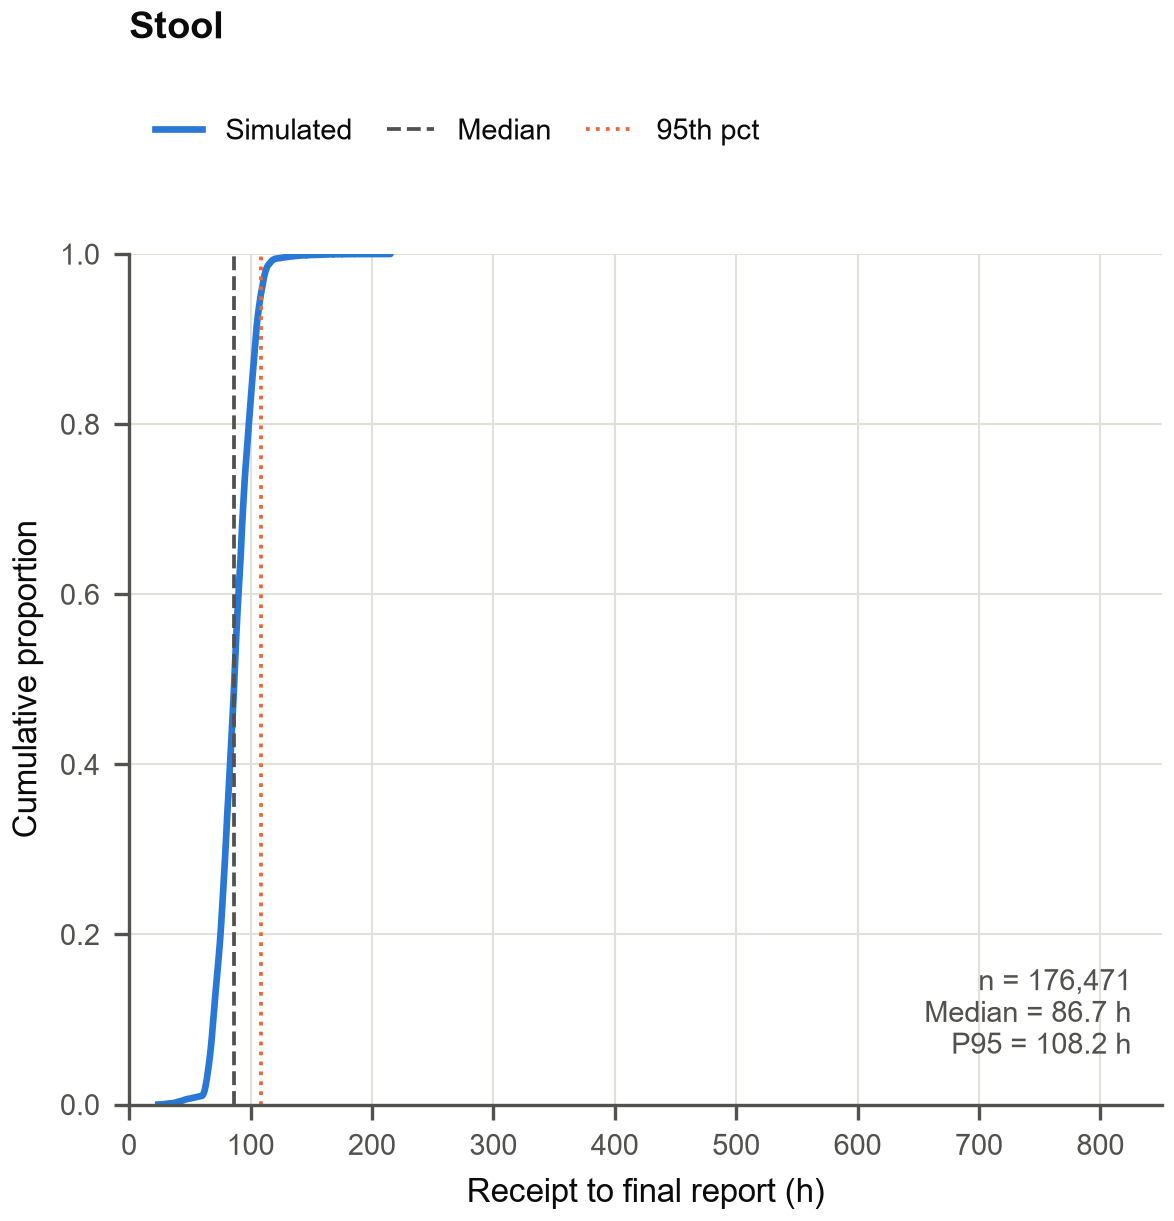 Stool
Simulated Median 95th pct
1.0
0.8
0.6
0.4
0.2
0.0
Cumulative proportion
n = 176,471
Median = 86.7 h
P95 = 108.2 h
0 100 200 300 400 500 600 700 800
Receipt to final report (h)